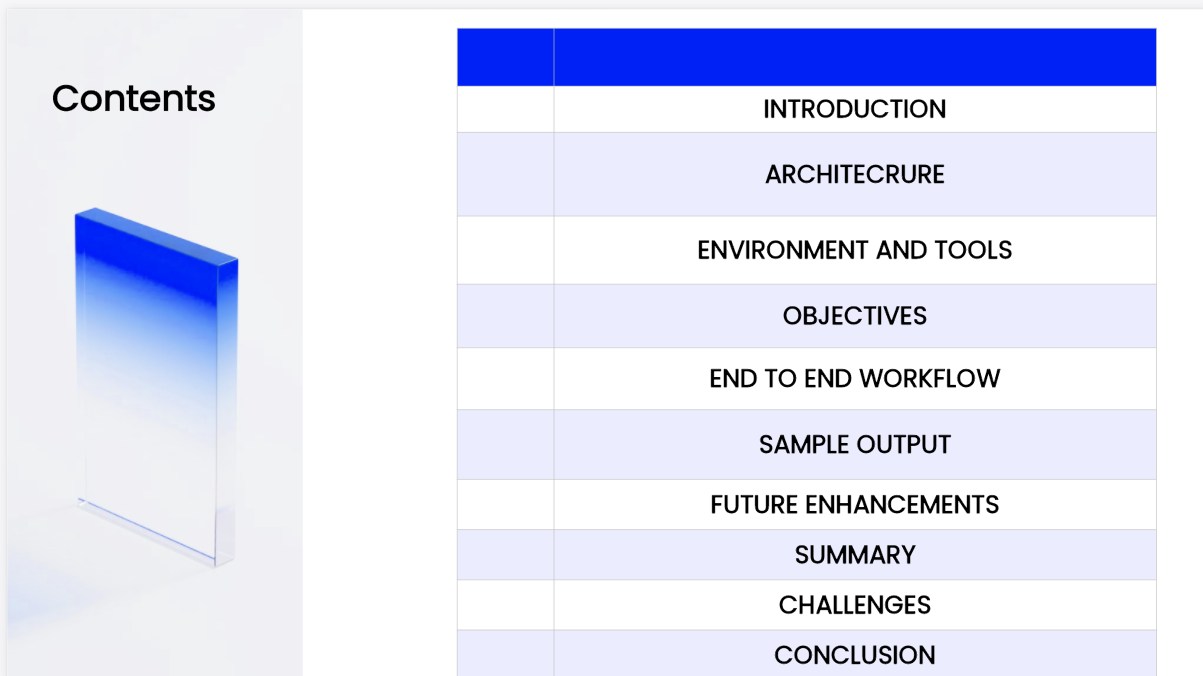 Contents
INTRODUCTION
ARCHITECRURE
ENVIRONMENT AND TOOLS
OBJECTIVES
END TO END WORKFLOW
SAMPLE OUTPUT
FUTURE ENHANCEMENTS
SUMMARY
CHALLENGES
CONCLUSION